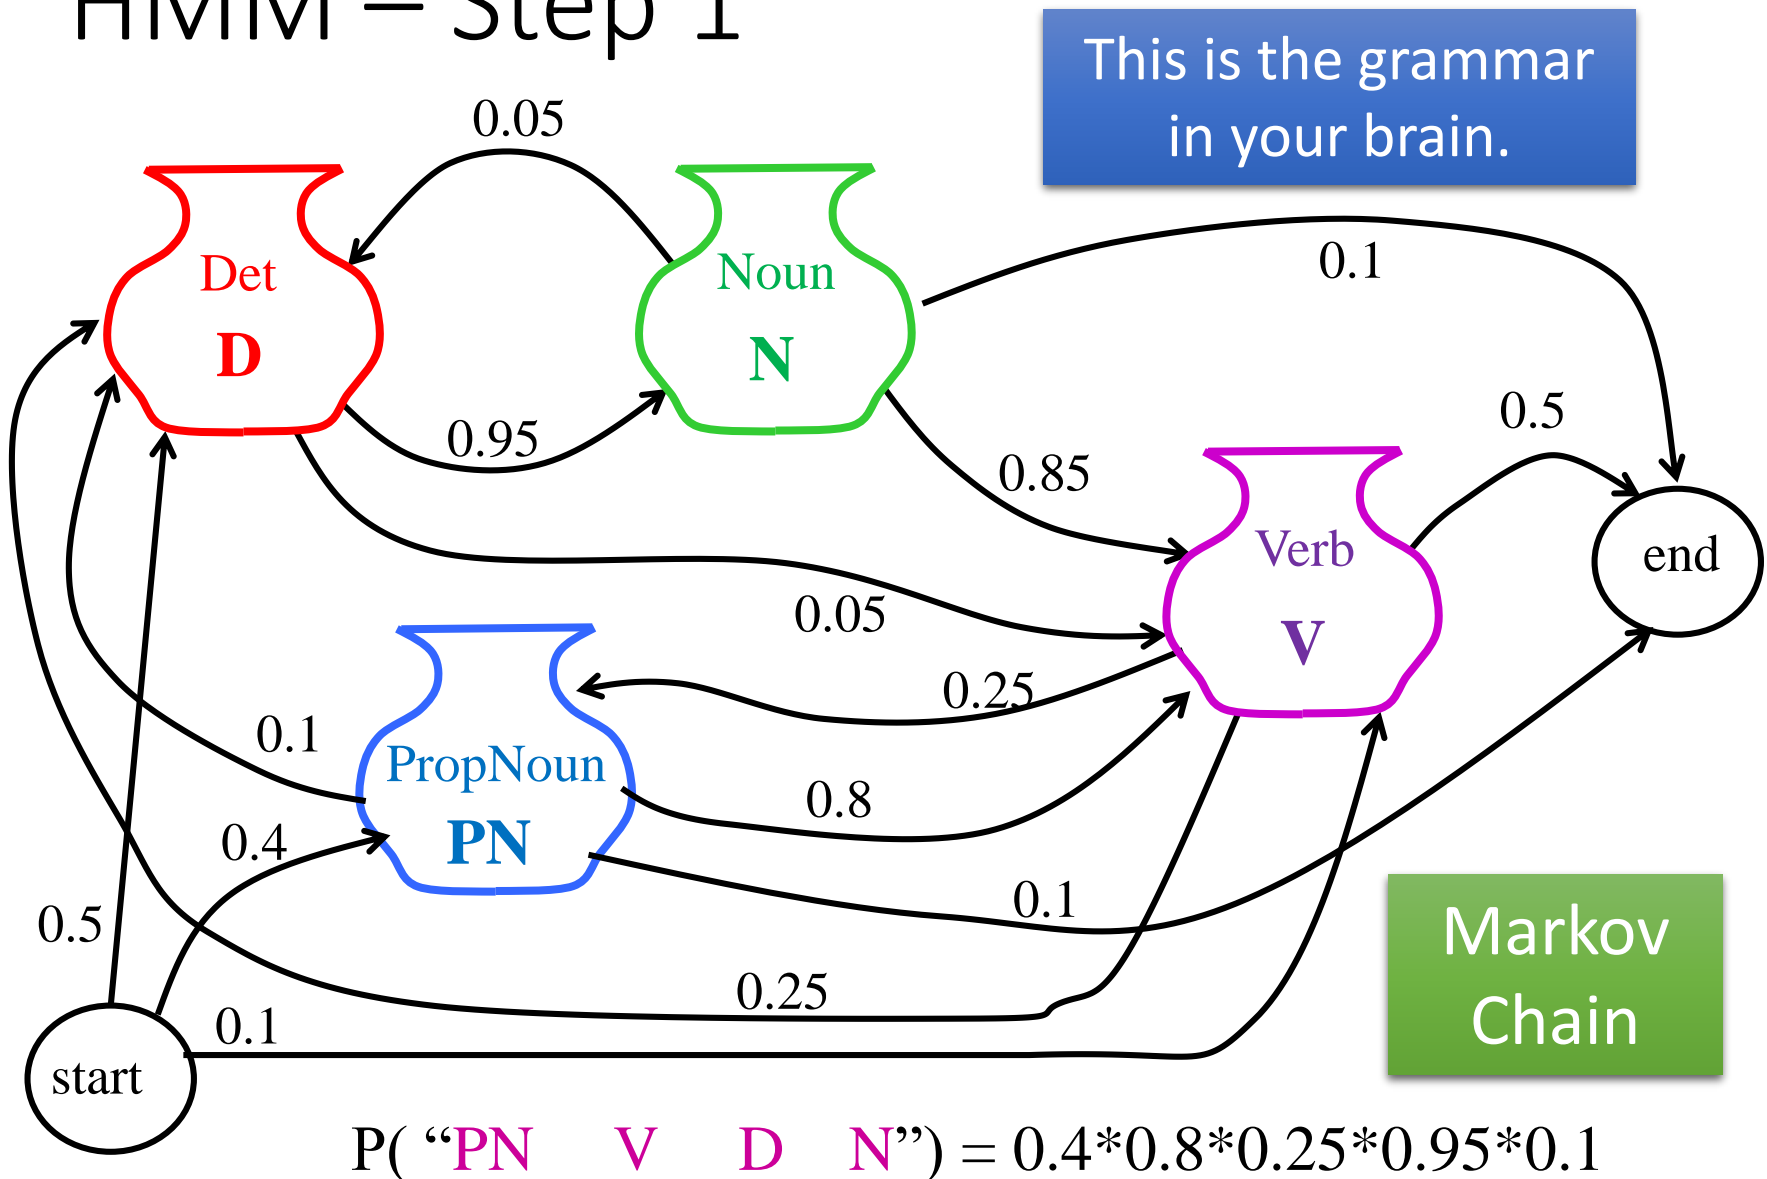 HMM – Step 1
This is the grammar
in your brain.
0.05
Det
D
Noun
N
0.1
0.95
0.85
0.5
Verb
V
end
0.05
0.25
PropNoun
PN
0.1
0.8
0.4
0.1
0.5
0.25
0.1
start
Markov
Chain
P( “PN V D N”) = 0.4*0.8*0.25*0.95*0.1